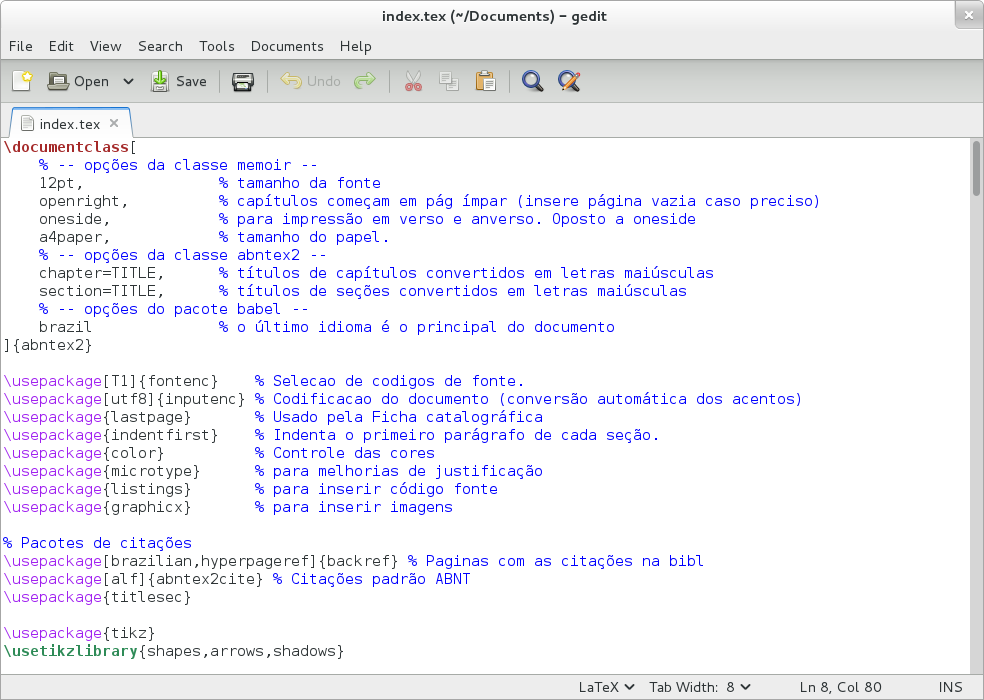 index.tex (~/Documents) – gedit
File Edit View Search Tools Documents Help
Open Save Undo
index.tex
\documentclass[
    % -- opções da classe memoir --
    12pt,               % tamanho da fonte
    openright,          % capítulos começam em pág ímpar (insere página vazia caso preciso)
    oneside,            % para impressão em verso e anverso. Oposto a oneside
    a4paper,            % tamanho do papel.
    % -- opções da classe abntex2 --
    chapter=TITLE,      % títulos de capítulos convertidos em letras maiúsculas
    section=TITLE,      % títulos de seções convertidos em letras maiúsculas
    % -- opções do pacote babel --
    brazil              % o último idioma é o principal do documento
]{abntex2}
\usepackage[T1]{fontenc}    % Selecao de codigos de fonte.
\usepackage[utf8]{inputenc} % Codificacao do documento (conversão automática dos acentos)
\usepackage{lastpage}       % Usado pela Ficha catalográfica
\usepackage{indentfirst}    % Indenta o primeiro parágrafo de cada seção.
\usepackage{color}          % Controle das cores
\usepackage{microtype}      % para melhorias de justificação
\usepackage{listings}       % para inserir código fonte
\usepackage{graphicx}       % para inserir imagens
% Pacotes de citações
\usepackage[brazilian,hyperpageref]{backref} % Paginas com as citações na bibl
\usepackage[alf]{abntex2cite} % Citações padrão ABNT
\usepackage{titlesec}
\usepackage{tikz}
\usetikzlibrary{shapes,arrows,shadows}
LaTeX Tab Width: 8 Ln 8, Col 80 INS